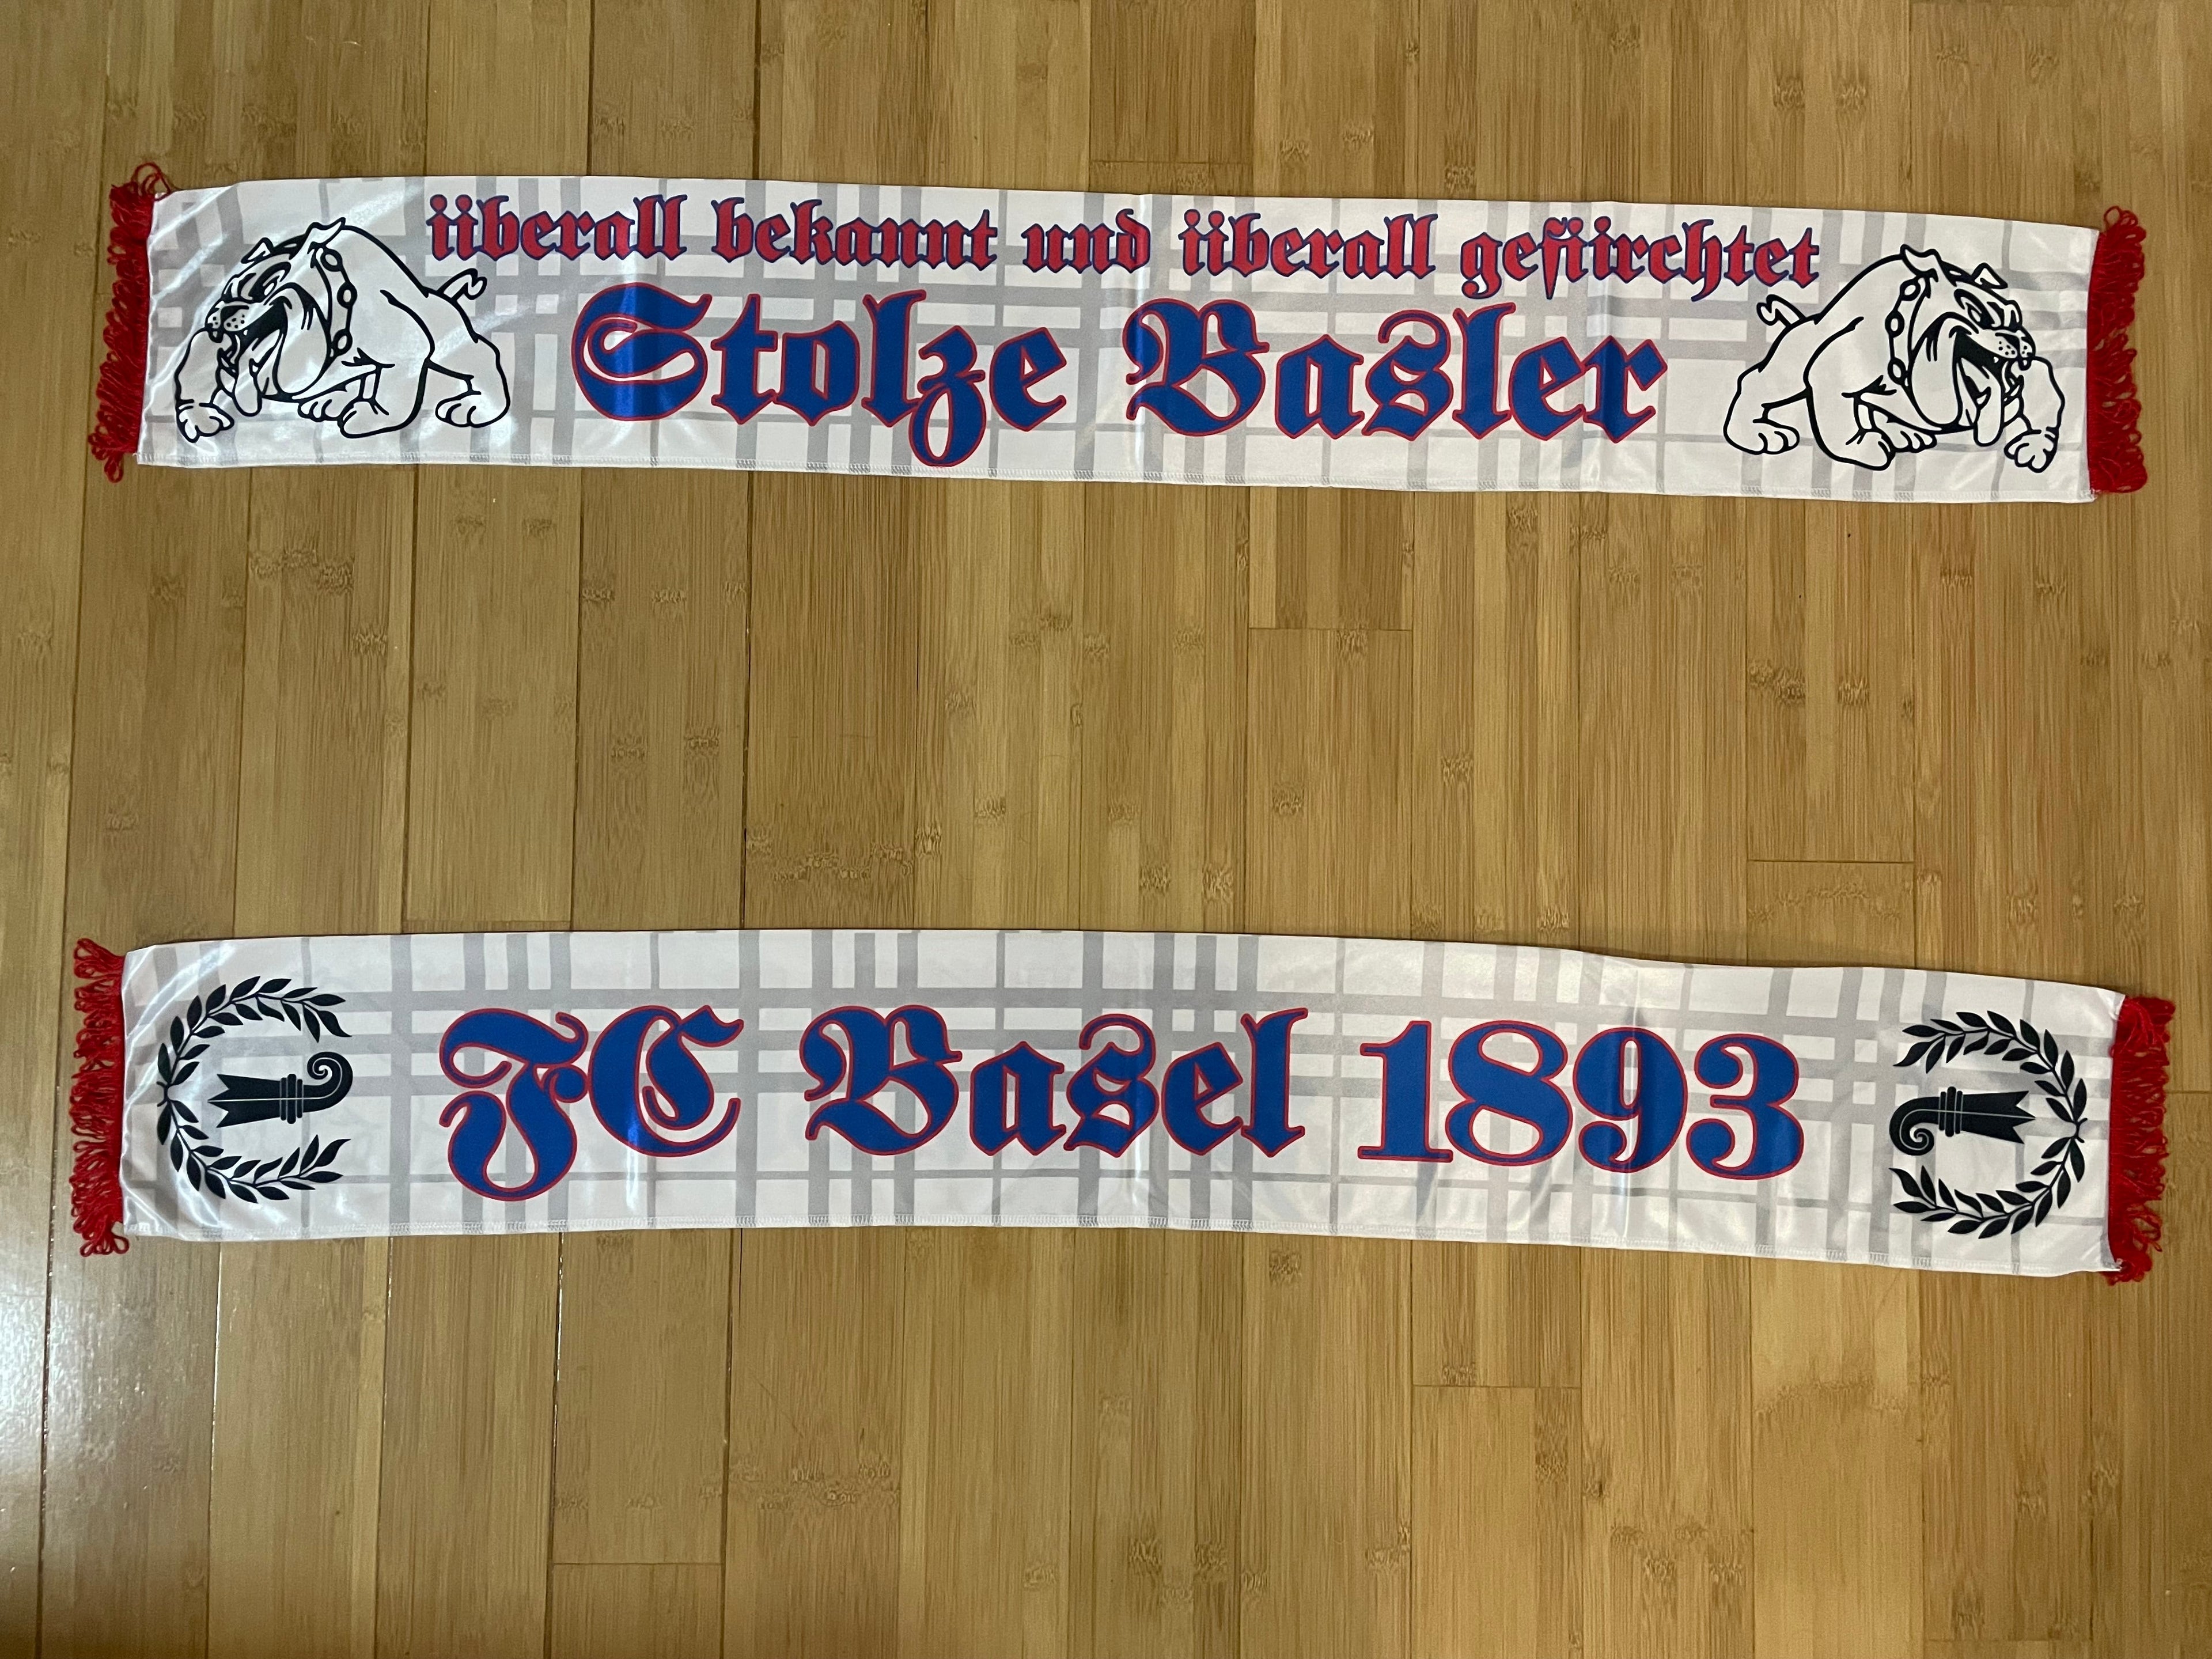 überall bekannt und überall gefürchtet
Stolze Basler
FC Basel 1893